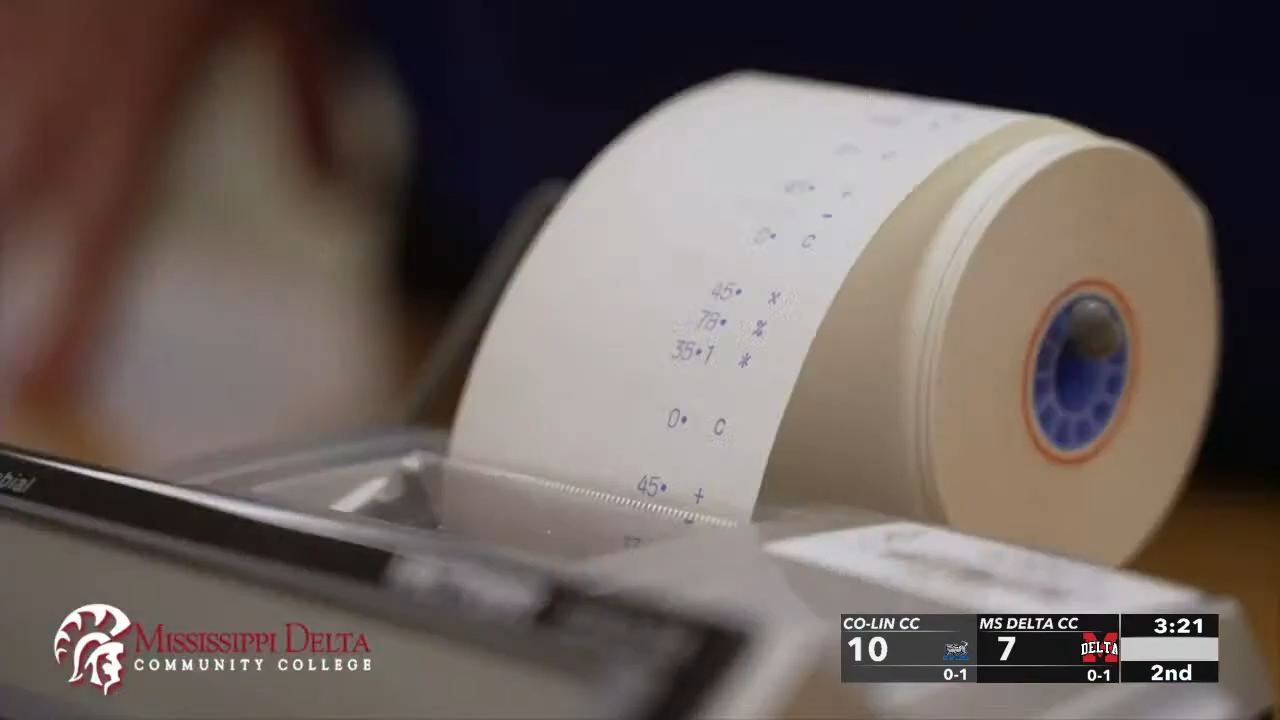 0• C
45• x
78• %
35•1 *
0• C
45• +
MISSISSIPPI DELTA
COMMUNITY COLLEGE
CO-LIN CC
10
0-1
MS DELTA CC
7
DELTA
0-1
3:21
2nd